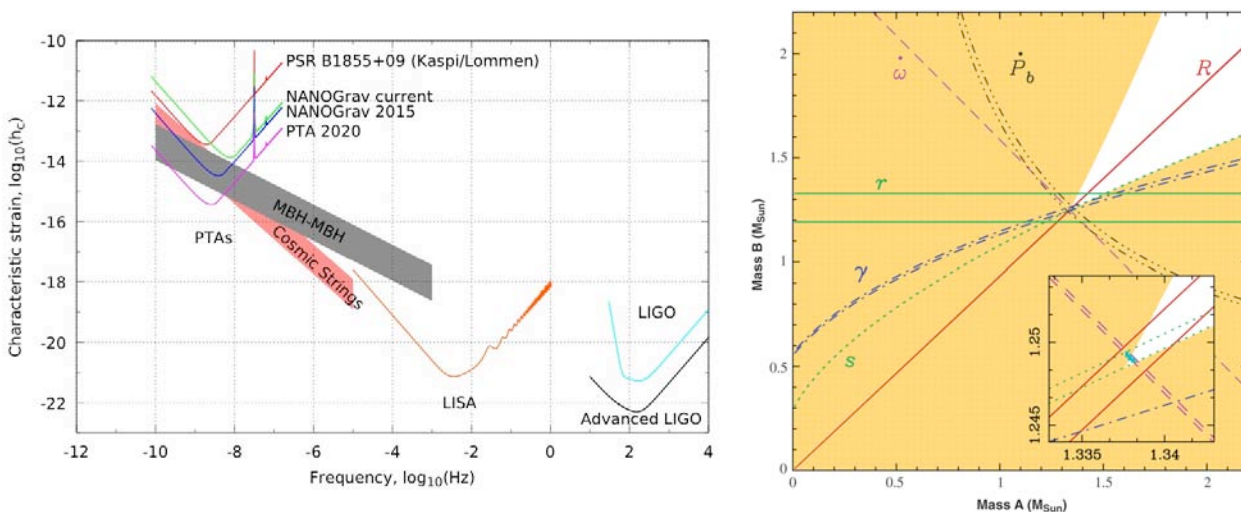 Characteristic strain, log10(hc)
-10
-12
-14
-16
-18
-20
-22
PSR B1855+09 (Kaspi/Lommen)
NANOGrav current
NANOGrav 2015
PTA 2020
MBH-MBH
PTAs
Cosmic Strings
LIGO
LISA
Advanced LIGO
-12
-10
-8
-6
-4
-2
0
2
4
Frequency, log10(Hz)
Mass B (MSun)
2
1.5
1
0.5
0
ω̇
Ṗb
R
r
γ
s
1.25
1.245
1.335
1.34
0
0.5
1
1.5
2
Mass A (MSun)